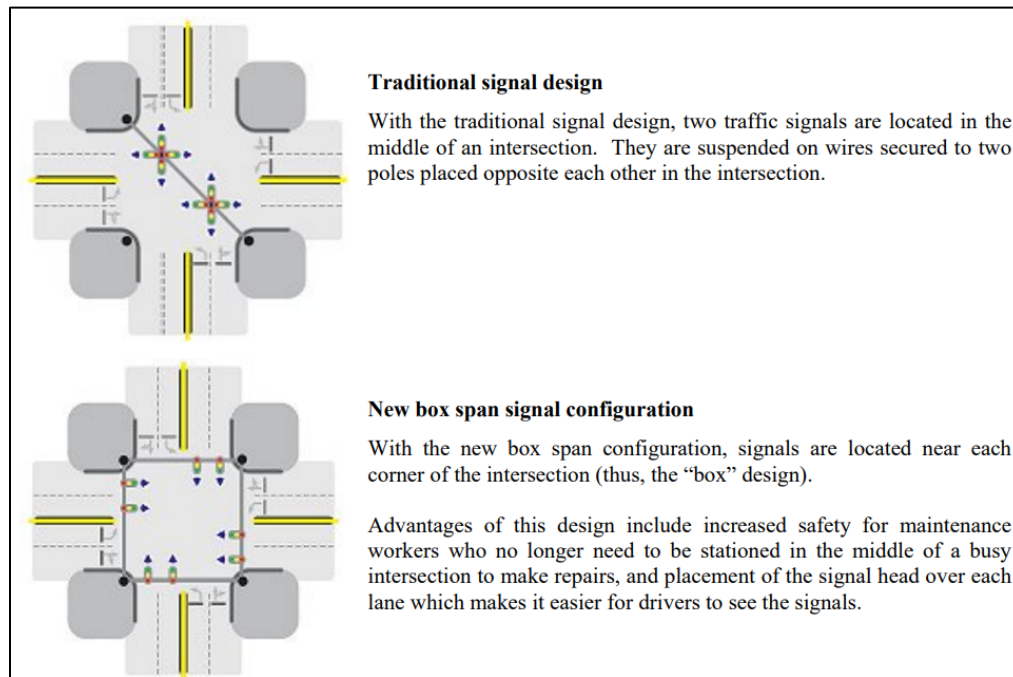 Traditional signal design
With the traditional signal design, two traffic signals are located in the
middle of an intersection. They are suspended on wires secured to two
poles placed opposite each other in the intersection.
New box span signal configuration
With the new box span configuration, signals are located near each
corner of the intersection (thus, the “box” design).
Advantages of this design include increased safety for maintenance
workers who no longer need to be stationed in the middle of a busy
intersection to make repairs, and placement of the signal head over each
lane which makes it easier for drivers to see the signals.